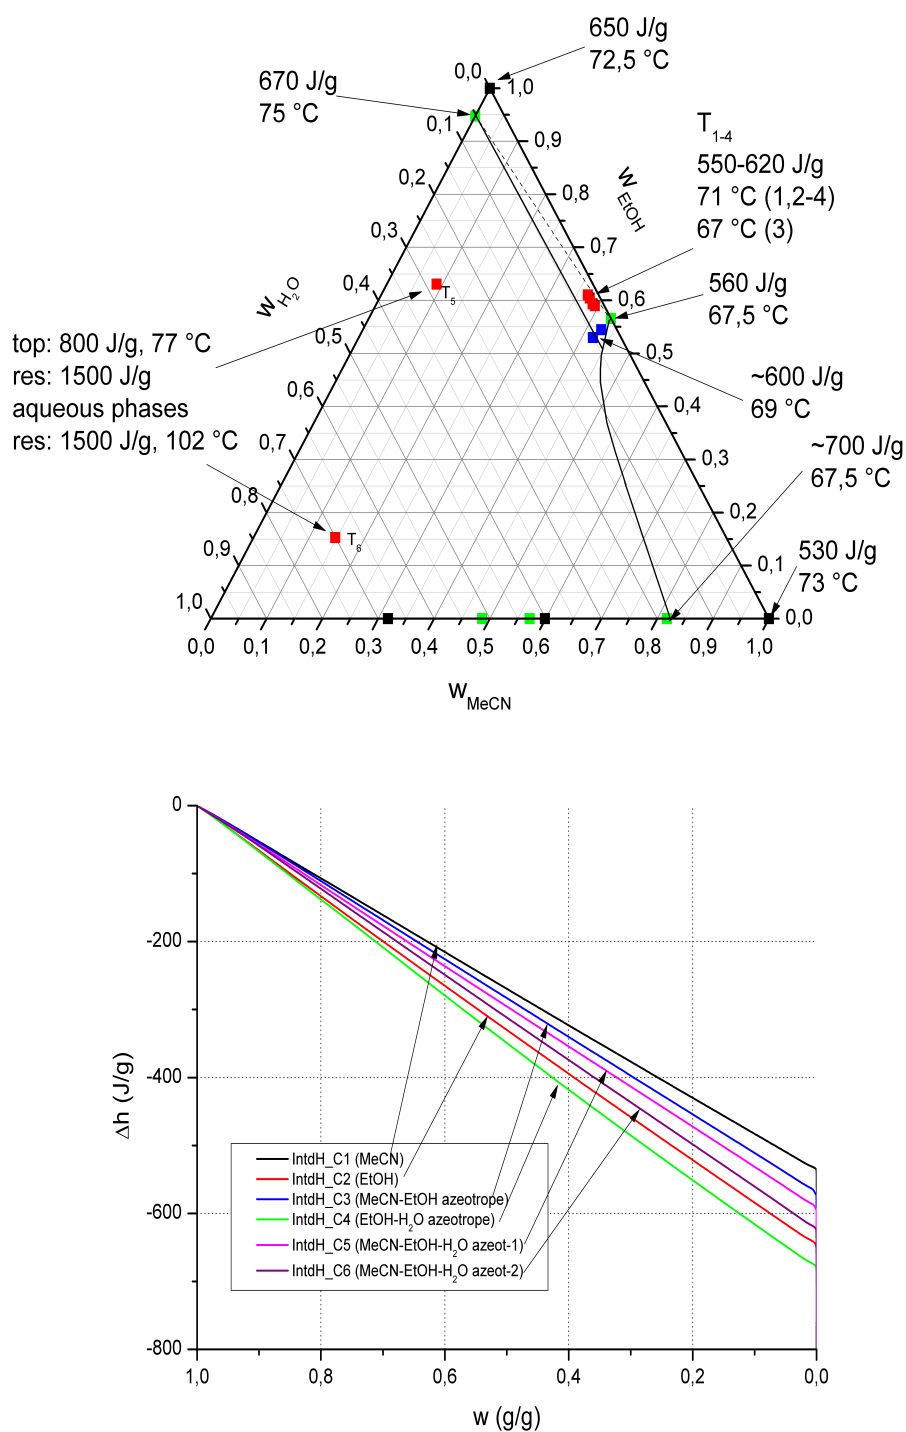 650 J/g
72,5 °C
670 J/g
75 °C
0,0
1,0
0,1
0,9
T1-4
550-620 J/g
71 °C (1,2-4)
67 °C (3)
0,2
0,8
wEtOH
0,3
0,7
wH2O
0,4
T5
0,6
560 J/g
67,5 °C
0,5
0,5
top: 800 J/g, 77 °C
res: 1500 J/g
aqueous phases
res: 1500 J/g, 102 °C
~600 J/g
69 °C
0,6
0,4
0,7
0,3
~700 J/g
67,5 °C
0,8
0,2
T6
0,9
0,1
530 J/g
73 °C
1,0
0,0
0,0 0,1 0,2 0,3 0,4 0,5 0,6 0,7 0,8 0,9 1,0
wMeCN
0
-200
-400
-600
-800
Δh (J/g)
IntdH_C1 (MeCN)
IntdH_C2 (EtOH)
IntdH_C3 (MeCN-EtOH azeotrope)
IntdH_C4 (EtOH-H2O azeotrope)
IntdH_C5 (MeCN-EtOH-H2O azeot-1)
IntdH_C6 (MeCN-EtOH-H2O azeot-2)
1,0 0,8 0,6 0,4 0,2 0,0
w (g/g)